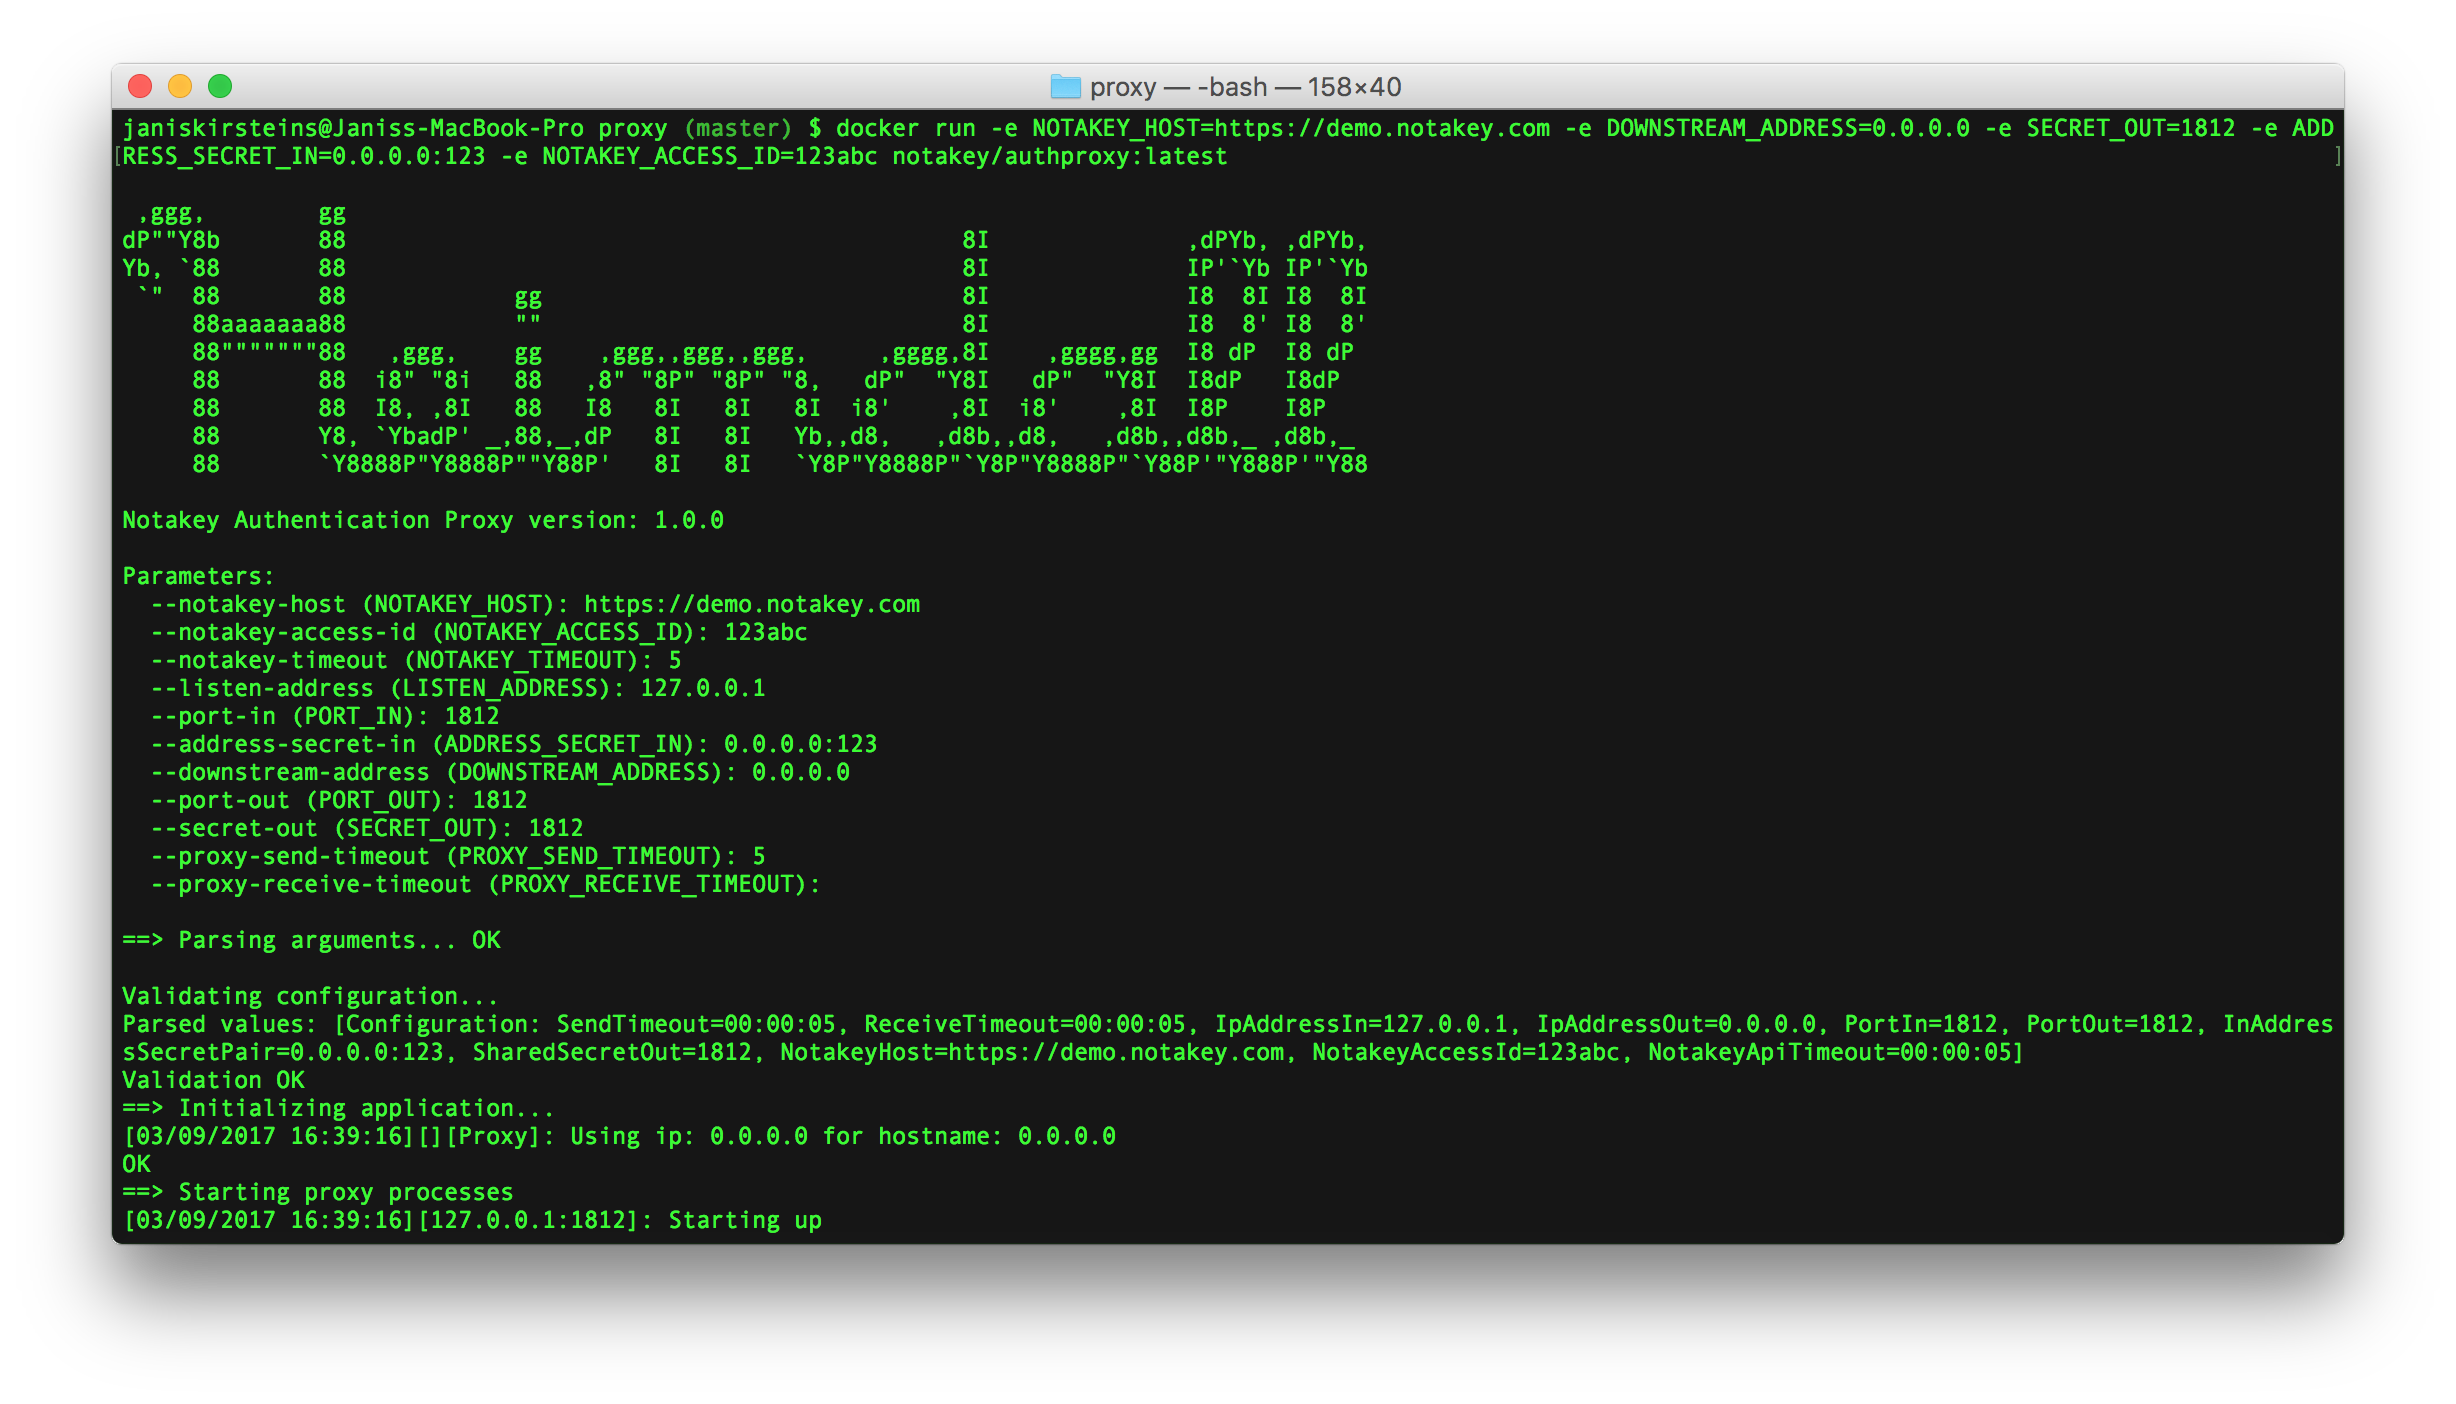 proxy — -bash — 158×40
janiskirsteins@Janiss-MacBook-Pro proxy (master) $ docker run -e NOTAKEY_HOST=https://demo.notakey.com -e DOWNSTREAM_ADDRESS=0.0.0.0 -e SECRET_OUT=1812 -e ADD
[RESS_SECRET_IN=0.0.0.0:123 -e NOTAKEY_ACCESS_ID=123abc notakey/authproxy:latest ]
 ,ggg,        gg
dP""Y8b       88                                            8I              ,dPYb, ,dPYb,
Yb, `88       88                                            8I              IP'`Yb IP'`Yb
 `"  88       88            gg                              8I              I8  8I I8  8I
     88aaaaaaa88            ""                              8I              I8  8' I8  8'
     88"""""""88   ,ggg,    gg    ,ggg,,ggg,,ggg,     ,gggg,8I    ,gggg,gg  I8 dP  I8 dP
     88       88  i8" "8i   88   ,8" "8P" "8P" "8,   dP"  "Y8I   dP"  "Y8I  I8dP   I8dP
     88       88  I8, ,8I   88   I8   8I   8I   8I  i8'    ,8I  i8'    ,8I  I8P    I8P
     88       Y8, `YbadP' _,88,_,dP   8I   8I   Yb,,d8,   ,d8b,,d8,   ,d8b,,d8b,_ ,d8b,_
     88       `Y8888P"Y8888P""Y88P'   8I   8I   `Y8P"Y8888P"`Y8P"Y8888P"`Y88P'"Y888P'"Y88
Notakey Authentication Proxy version: 1.0.0
Parameters:
  --notakey-host (NOTAKEY_HOST): https://demo.notakey.com
  --notakey-access-id (NOTAKEY_ACCESS_ID): 123abc
  --notakey-timeout (NOTAKEY_TIMEOUT): 5
  --listen-address (LISTEN_ADDRESS): 127.0.0.1
  --port-in (PORT_IN): 1812
  --address-secret-in (ADDRESS_SECRET_IN): 0.0.0.0:123
  --downstream-address (DOWNSTREAM_ADDRESS): 0.0.0.0
  --port-out (PORT_OUT): 1812
  --secret-out (SECRET_OUT): 1812
  --proxy-send-timeout (PROXY_SEND_TIMEOUT): 5
  --proxy-receive-timeout (PROXY_RECEIVE_TIMEOUT):
==> Parsing arguments... OK
Validating configuration...
Parsed values: [Configuration: SendTimeout=00:00:05, ReceiveTimeout=00:00:05, IpAddressIn=127.0.0.1, IpAddressOut=0.0.0.0, PortIn=1812, PortOut=1812, InAddres
sSecretPair=0.0.0.0:123, SharedSecretOut=1812, NotakeyHost=https://demo.notakey.com, NotakeyAccessId=123abc, NotakeyApiTimeout=00:00:05]
Validation OK
==> Initializing application...
[03/09/2017 16:39:16][][Proxy]: Using ip: 0.0.0.0 for hostname: 0.0.0.0
OK
==> Starting proxy processes
[03/09/2017 16:39:16][127.0.0.1:1812]: Starting up